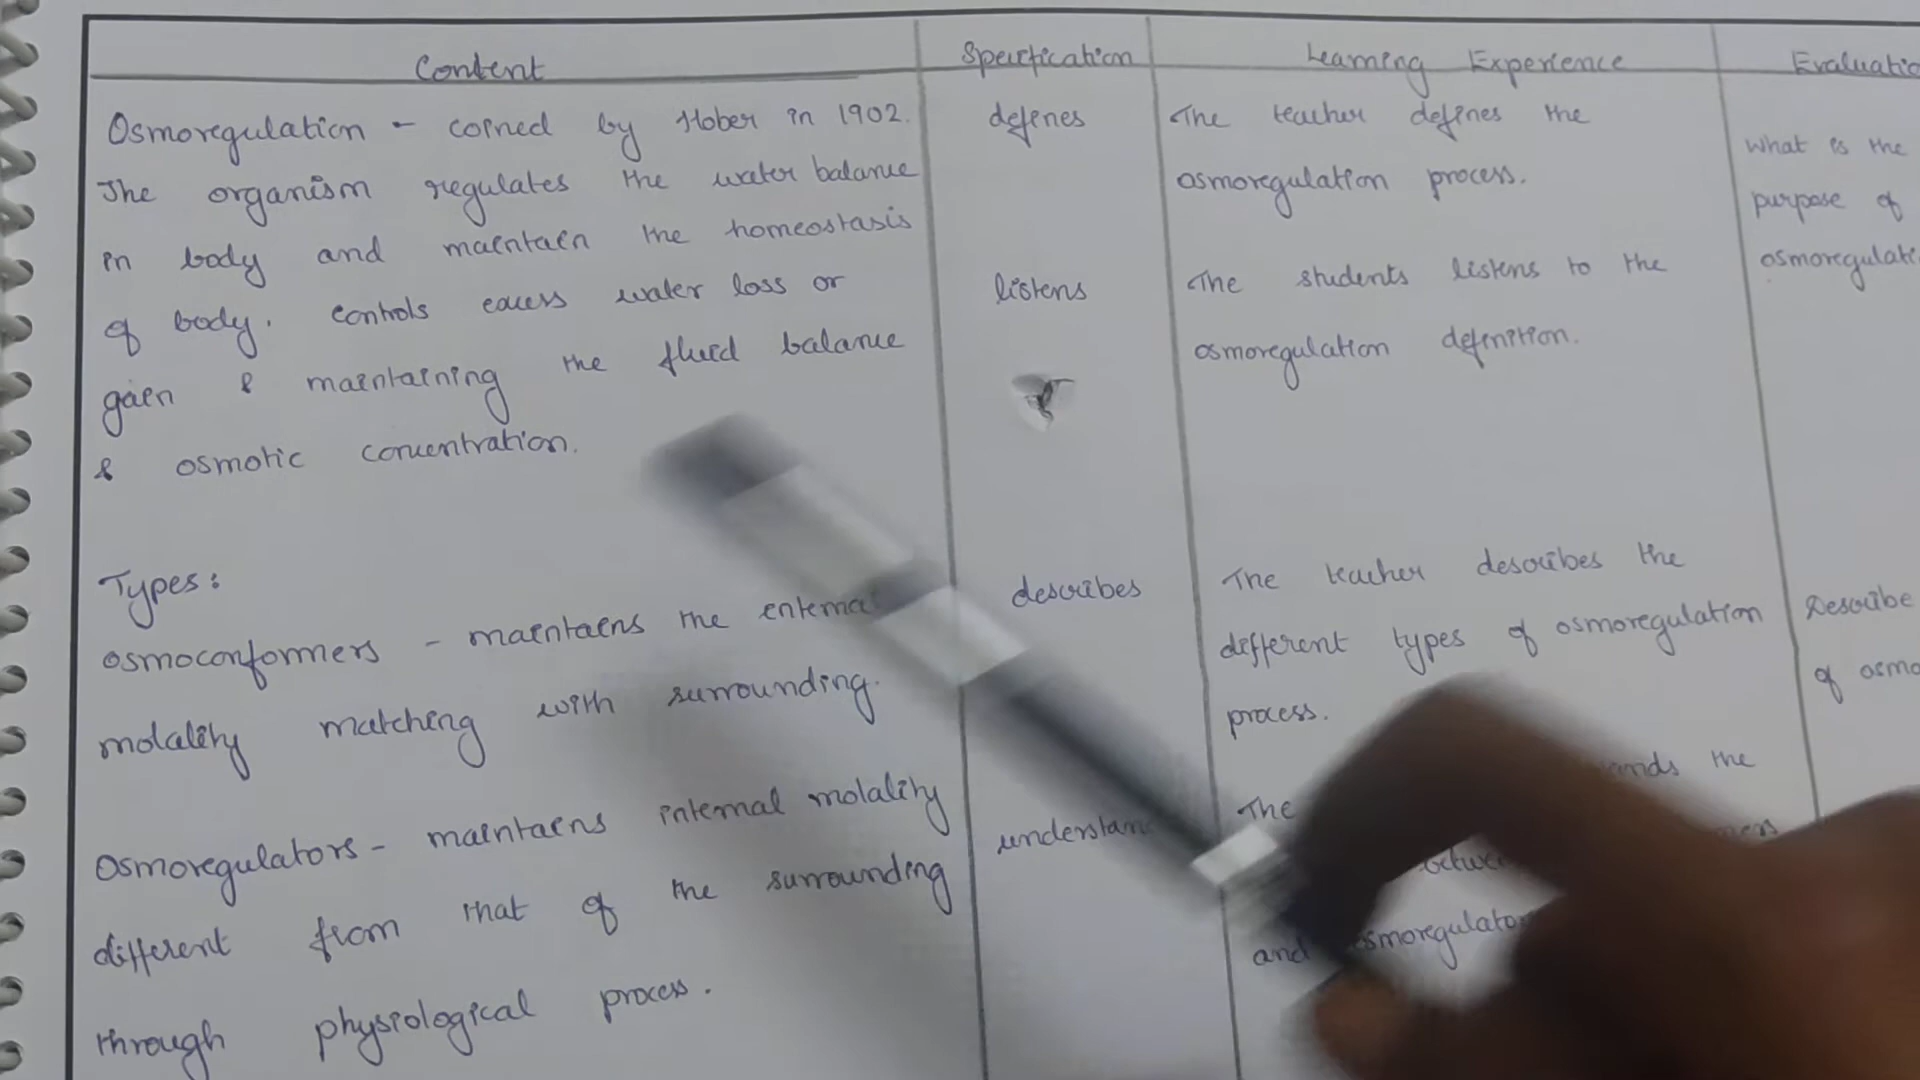 Content
Osmoregulation - coined by Hober in 1902.
The organism regulates the water balance
in body and maintain the homeostasis
of body. controls excess water loss or
gain & maintaining the fluid balance
& osmotic concentration.
Types:
Osmoconformers - maintains the internal
molality matching with surrounding.
Osmoregulators - maintains internal molality
different from that of the surrounding
through physiological process.
Specification
defines
listens
describes
Learning Experience
The teacher defines the
osmoregulation process.
The students listens to the
osmoregulation definition.
The teacher describes the
different types of osmoregulation
process.
The the
and
What is the
purpose of
Describe
of